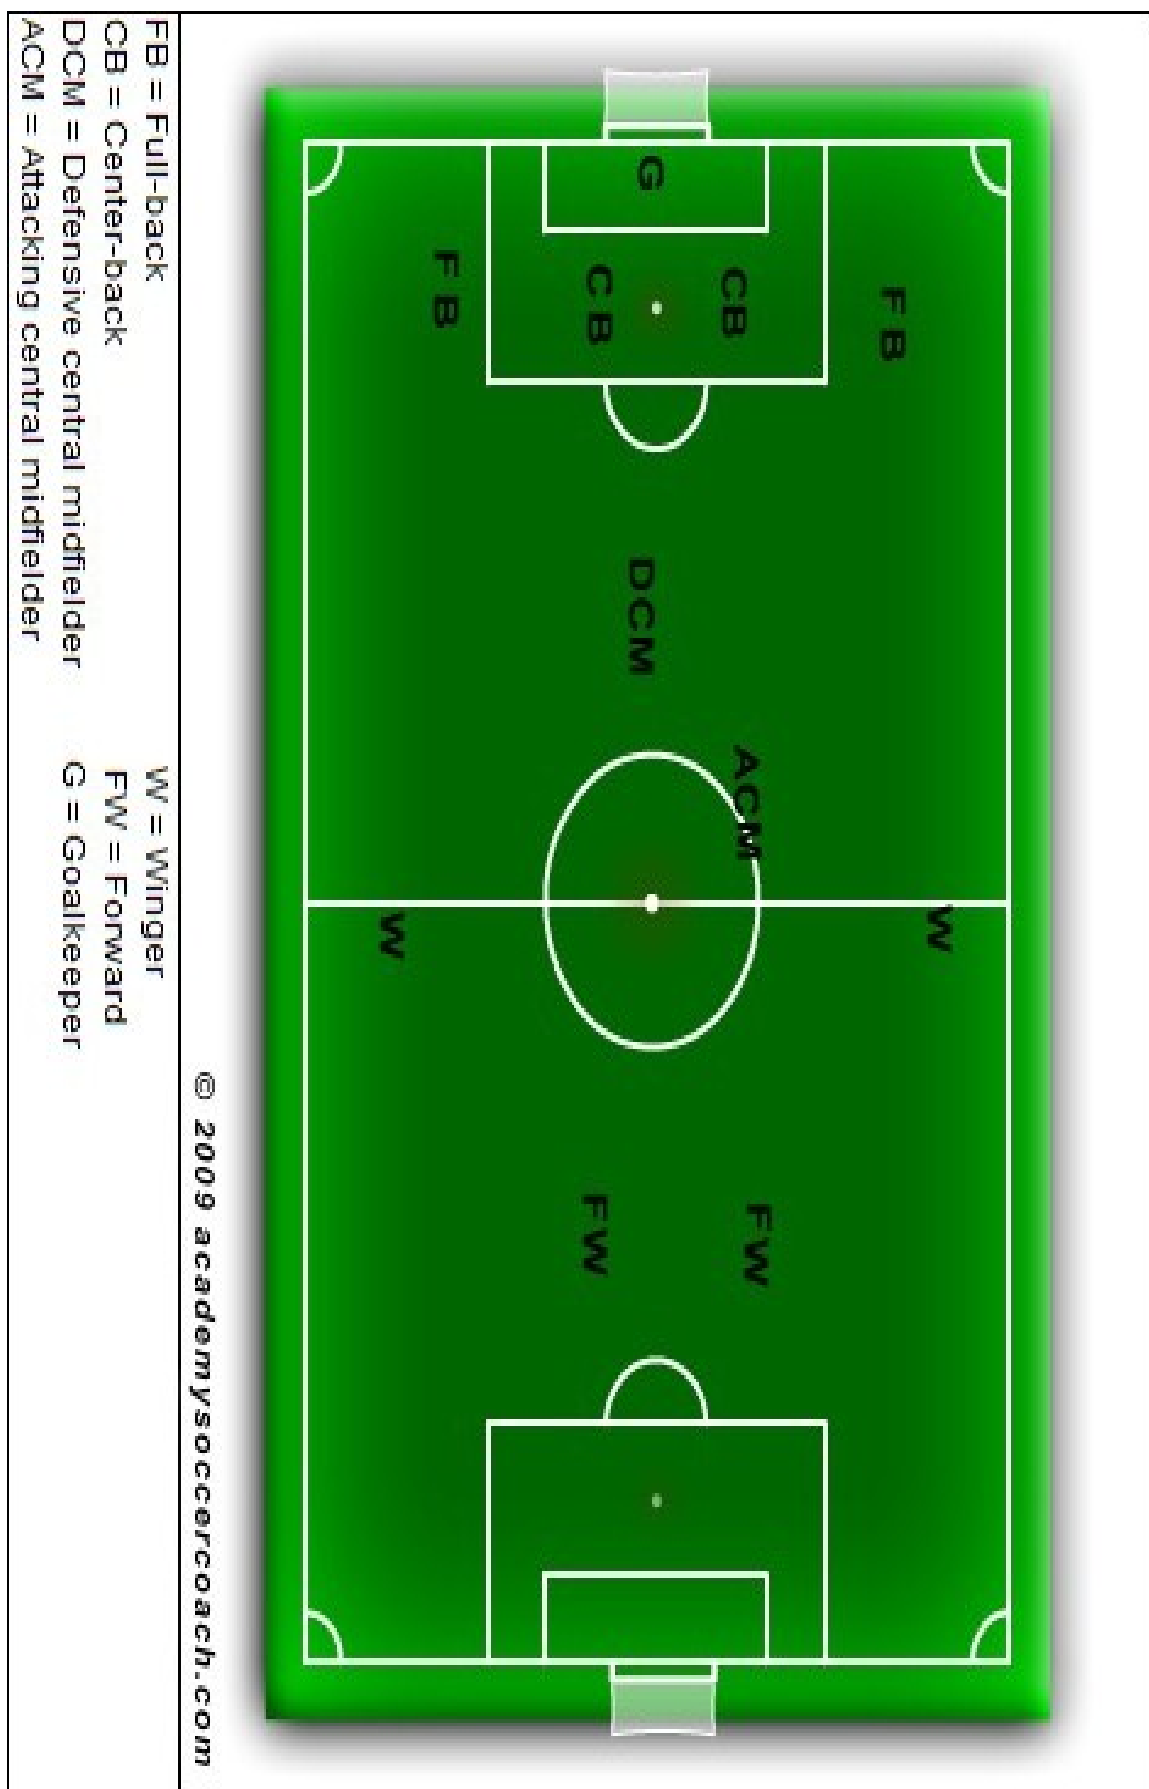 FB
FB
W
CB
G
CB
DCM
ACM
FW
FW
FB
W
© 2009 academysoccercoach.com
FB = Full-back W = Winger
CB = Center-back FW = Forward
DCM = Defensive central midfielder G = Goalkeeper
ACM = Attacking central midfielder